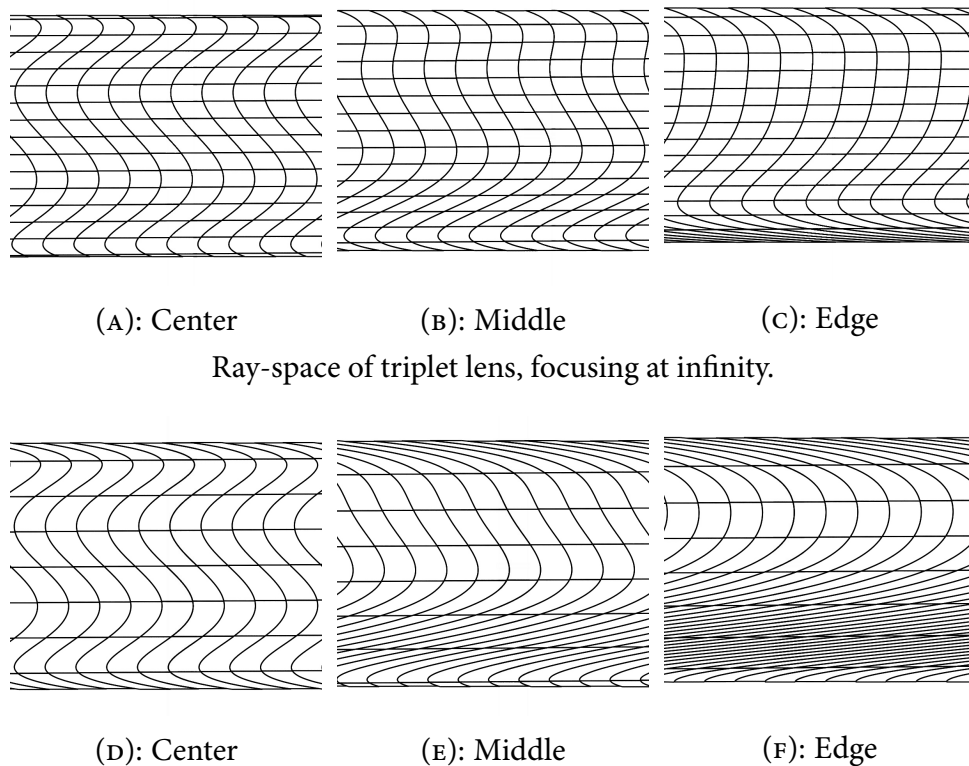 (A): Center
(B): Middle
(C): Edge
Ray-space of triplet lens, focusing at infinity.
(D): Center
(E): Middle
(F): Edge